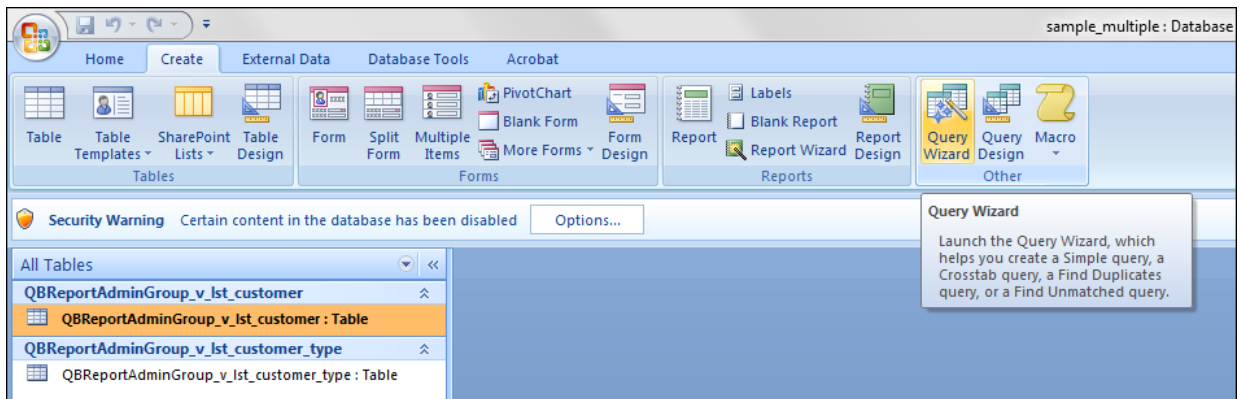 sample_multiple : Database
Home Create External Data Database Tools Acrobat
Table
Table Templates
SharePoint Lists
Table Design
Form
Split Form
Multiple Items
PivotChart
Blank Form
More Forms
Form Design
Report
Labels
Blank Report
Report Wizard
Report Design
Query Wizard
Query Design
Macro
Tables Forms Reports Other
Security Warning Certain content in the database has been disabled Options...
Query Wizard
Launch the Query Wizard, which
helps you create a Simple query, a
Crosstab query, a Find Duplicates
query, or a Find Unmatched query.
All Tables
QBReportAdminGroup_v_lst_customer
QBReportAdminGroup_v_lst_customer : Table
QBReportAdminGroup_v_lst_customer_type
QBReportAdminGroup_v_lst_customer_type : Table